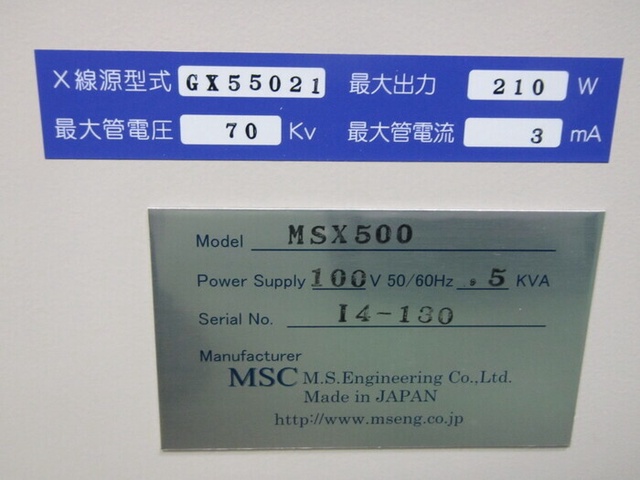 X線源型式 GX55021 最大出力 210 W
最大管電圧 70 Kv 最大管電流 3 mA
Model MSX500
Power Supply 100V 50/60Hz .5 KVA
Serial No. I4-130
Manufacturer
MSC M.S.Engineering Co.,Ltd.
Made in JAPAN
http://www.mseng.co.jp